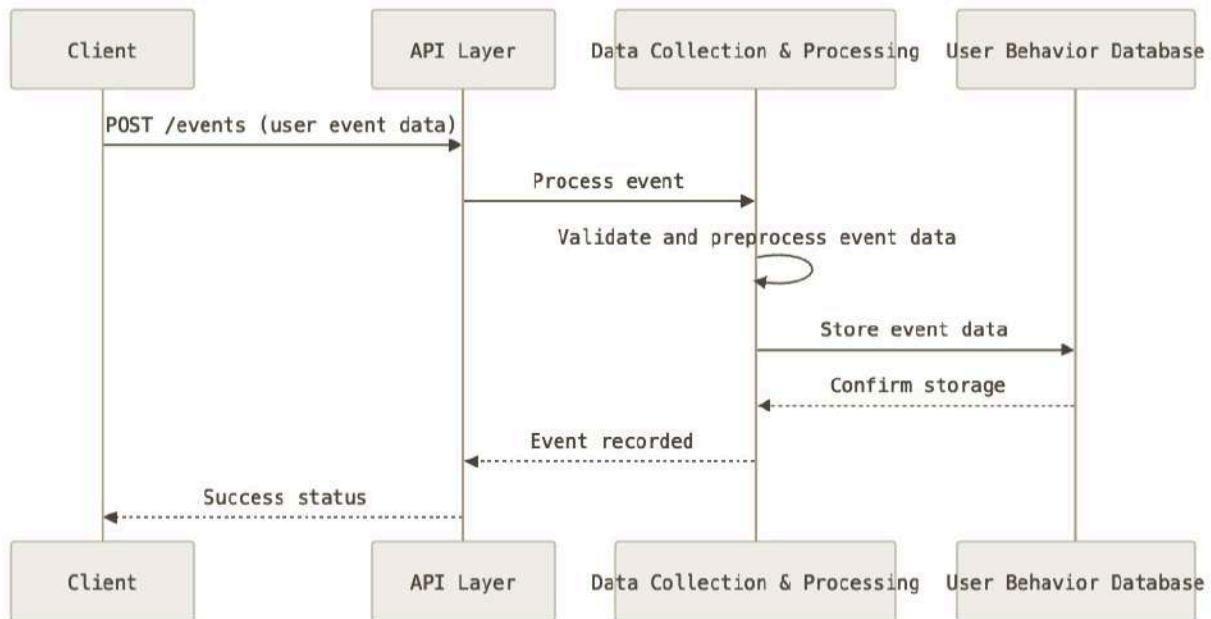 Client
API Layer
Data Collection & Processing
User Behavior Database
POST /events (user event data)
Process event
Validate and preprocess event data
Store event data
Confirm storage
Event recorded
Success status
Client
API Layer
Data Collection & Processing
User Behavior Database